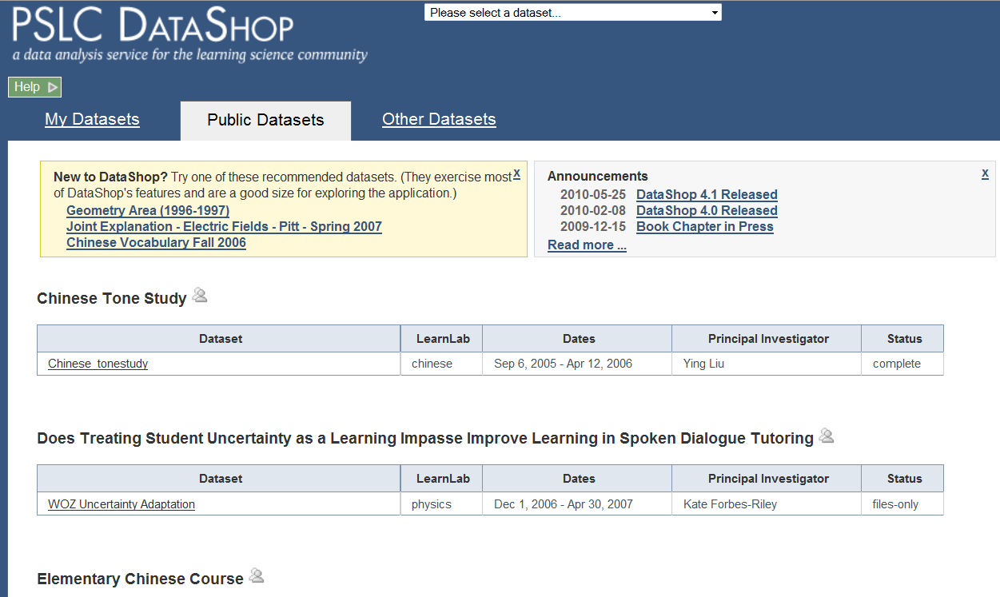 PSLC DATASHOP
a data analysis service for the learning science community
Please select a dataset...
Help
My Datasets
Public Datasets
Other Datasets
New to DataShop? Try one of these recommended datasets. (They exercise most x
of DataShop's features and are a good size for exploring the application.)
Geometry Area (1996-1997)
Joint Explanation - Electric Fields - Pitt - Spring 2007
Chinese Vocabulary Fall 2006
Announcements x
2010-05-25 DataShop 4.1 Released
2010-02-08 DataShop 4.0 Released
2009-12-15 Book Chapter in Press
Read more ...
Chinese Tone Study
Dataset LearnLab Dates Principal Investigator Status
Chinese_tonestudy chinese Sep 6, 2005 - Apr 12, 2006 Ying Liu complete
Does Treating Student Uncertainty as a Learning Impasse Improve Learning in Spoken Dialogue Tutoring
Dataset LearnLab Dates Principal Investigator Status
WOZ Uncertainty Adaptation physics Dec 1, 2006 - Apr 30, 2007 Kate Forbes-Riley files-only
Elementary Chinese Course